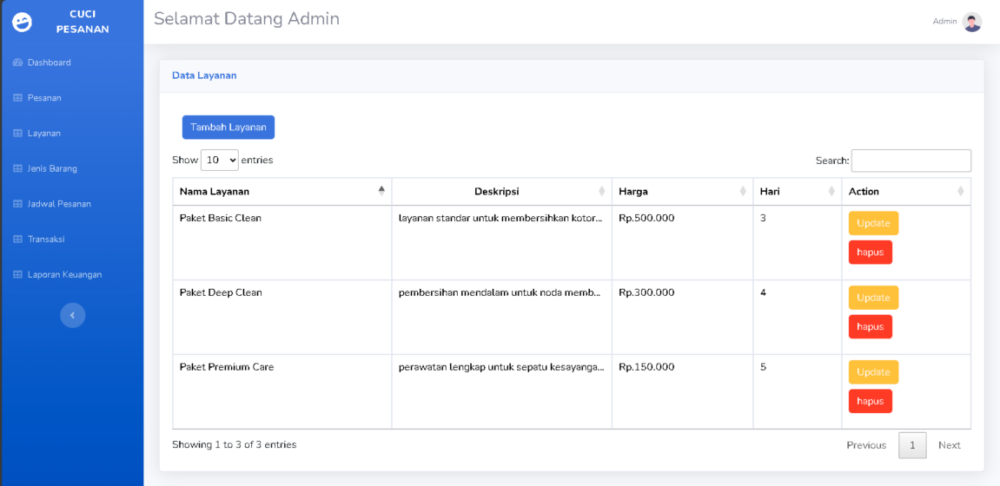 CUCI
PESANAN
Selamat Datang Admin
Admin
Dashboard
Pesanan
Layanan
Jenis Barang
Jadwal Pesanan
Transaksi
Laporan Keuangan
Data Layanan
Tambah Layanan
Show 10 entries
Search:
Nama Layanan Deskripsi Harga Hari Action
Paket Basic Clean layanan standar untuk membersihkan kotor... Rp.500.000 3 Update
hapus
Paket Deep Clean pembersihan mendalam untuk noda memb... Rp.300.000 4 Update
hapus
Paket Premium Care perawatan lengkap untuk sepatu kesayanga... Rp.150.000 5 Update
hapus
Showing 1 to 3 of 3 entries
Previous 1 Next